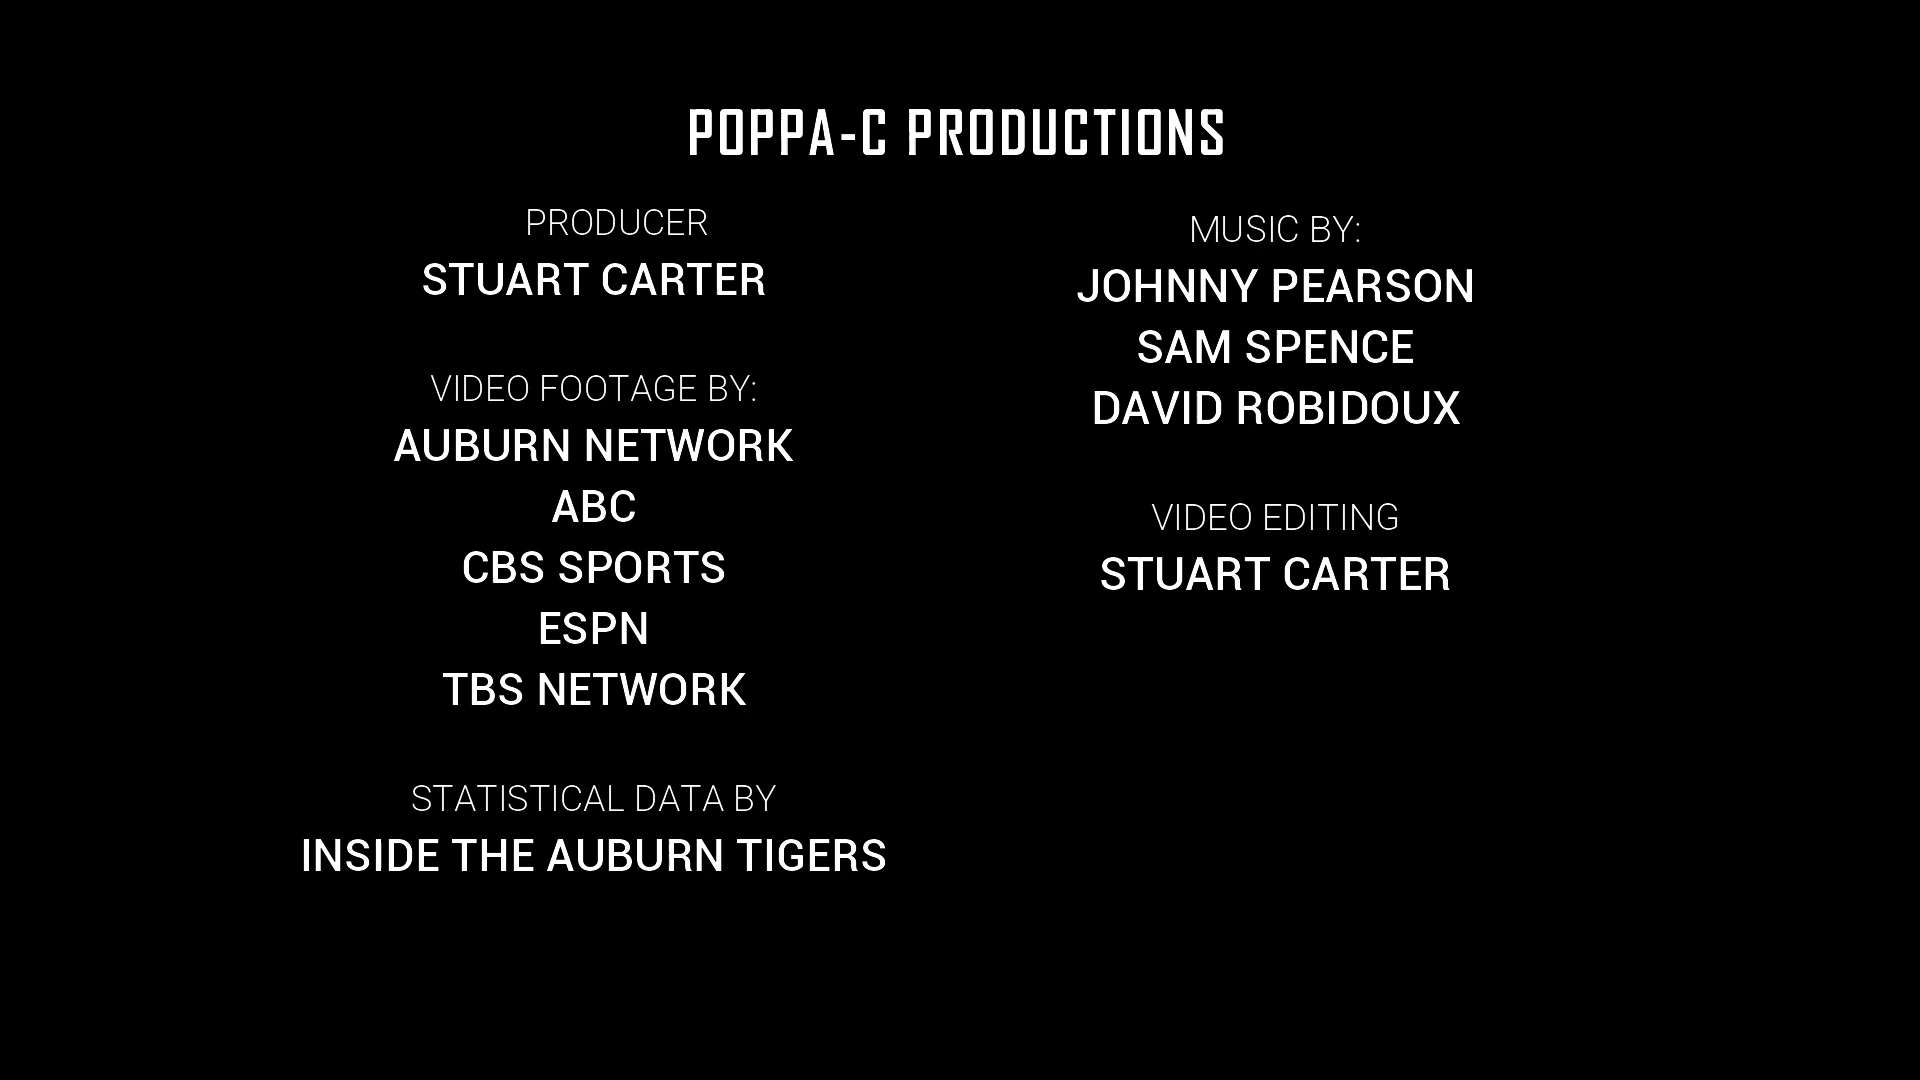 POPPA-C PRODUCTIONS
PRODUCER
STUART CARTER
VIDEO FOOTAGE BY:
AUBURN NETWORK
ABC
CBS SPORTS
ESPN
TBS NETWORK
STATISTICAL DATA BY
INSIDE THE AUBURN TIGERS
MUSIC BY:
JOHNNY PEARSON
SAM SPENCE
DAVID ROBIDOUX
VIDEO EDITING
STUART CARTER